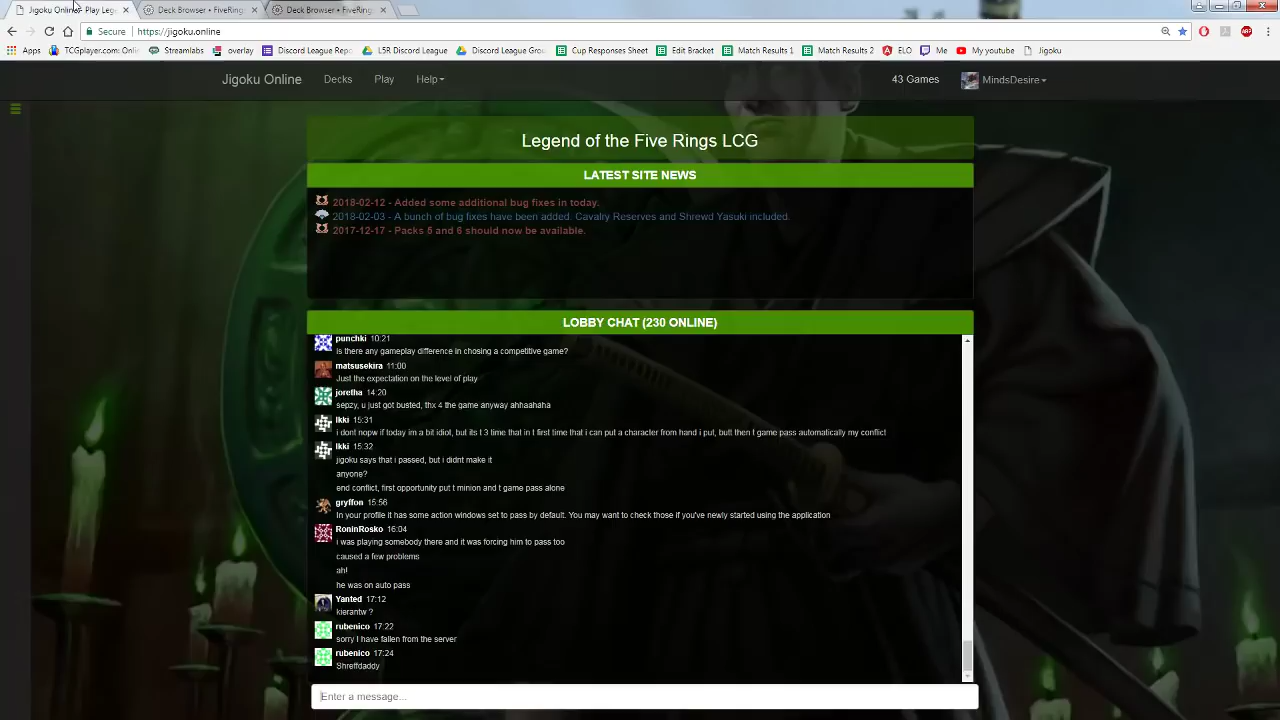 Jigoku Online - Play Lege
Deck Browser - FiveRing
Deck Browser - FiveRing
Secure
https://jigoku.online
Apps
TCGplayer.com: Onli
Streamlabs
overlay
Discord League Repo
L5R Discord League
Discord League Grou
Cup Responses Sheet
Edit Bracket
Match Results 1
Match Results 2
ELO
Me
My youtube
Jigoku
Jigoku Online
Decks
Play
Help
43 Games
MindsDesire
Legend of the Five Rings LCG
LATEST SITE NEWS
2018-02-12 - Added some additional bug fixes in today.
2018-02-03 - A bunch of bug fixes have been added. Cavalry Reserves and Shrewd Yasuki included.
2017-12-17 - Packs 5 and 6 should now be available.
LOBBY CHAT (230 ONLINE)
punchki 10:21
is there any gameplay difference in chosing a competitive game?
matsusekira 11:00
Just the expectation on the level of play
joretha 14:20
sepzy, u just got busted, thx 4 the game anyway ahhaahaha
Ikki 15:31
i dont nopw if today im a bit idiot, but its t 3 time that in t first time that i can put a character from hand i put, butt then t game pass automatically my conflict
Ikki 15:32
jigoku says that i passed, but i didnt make it
anyone?
end conflict, first opportunity put t minion and t game pass alone
gryffon 15:56
In your profile it has some action windows set to pass by default. You may want to check those if you've newly started using the application
RoninRosko 16:04
i was playing somebody there and it was forcing him to pass too
caused a few problems
ah!
he was on auto pass
Yanted 17:12
kierantw ?
rubenico 17:22
sorry I have fallen from the server
rubenico 17:24
Shreffdaddy
Enter a message...